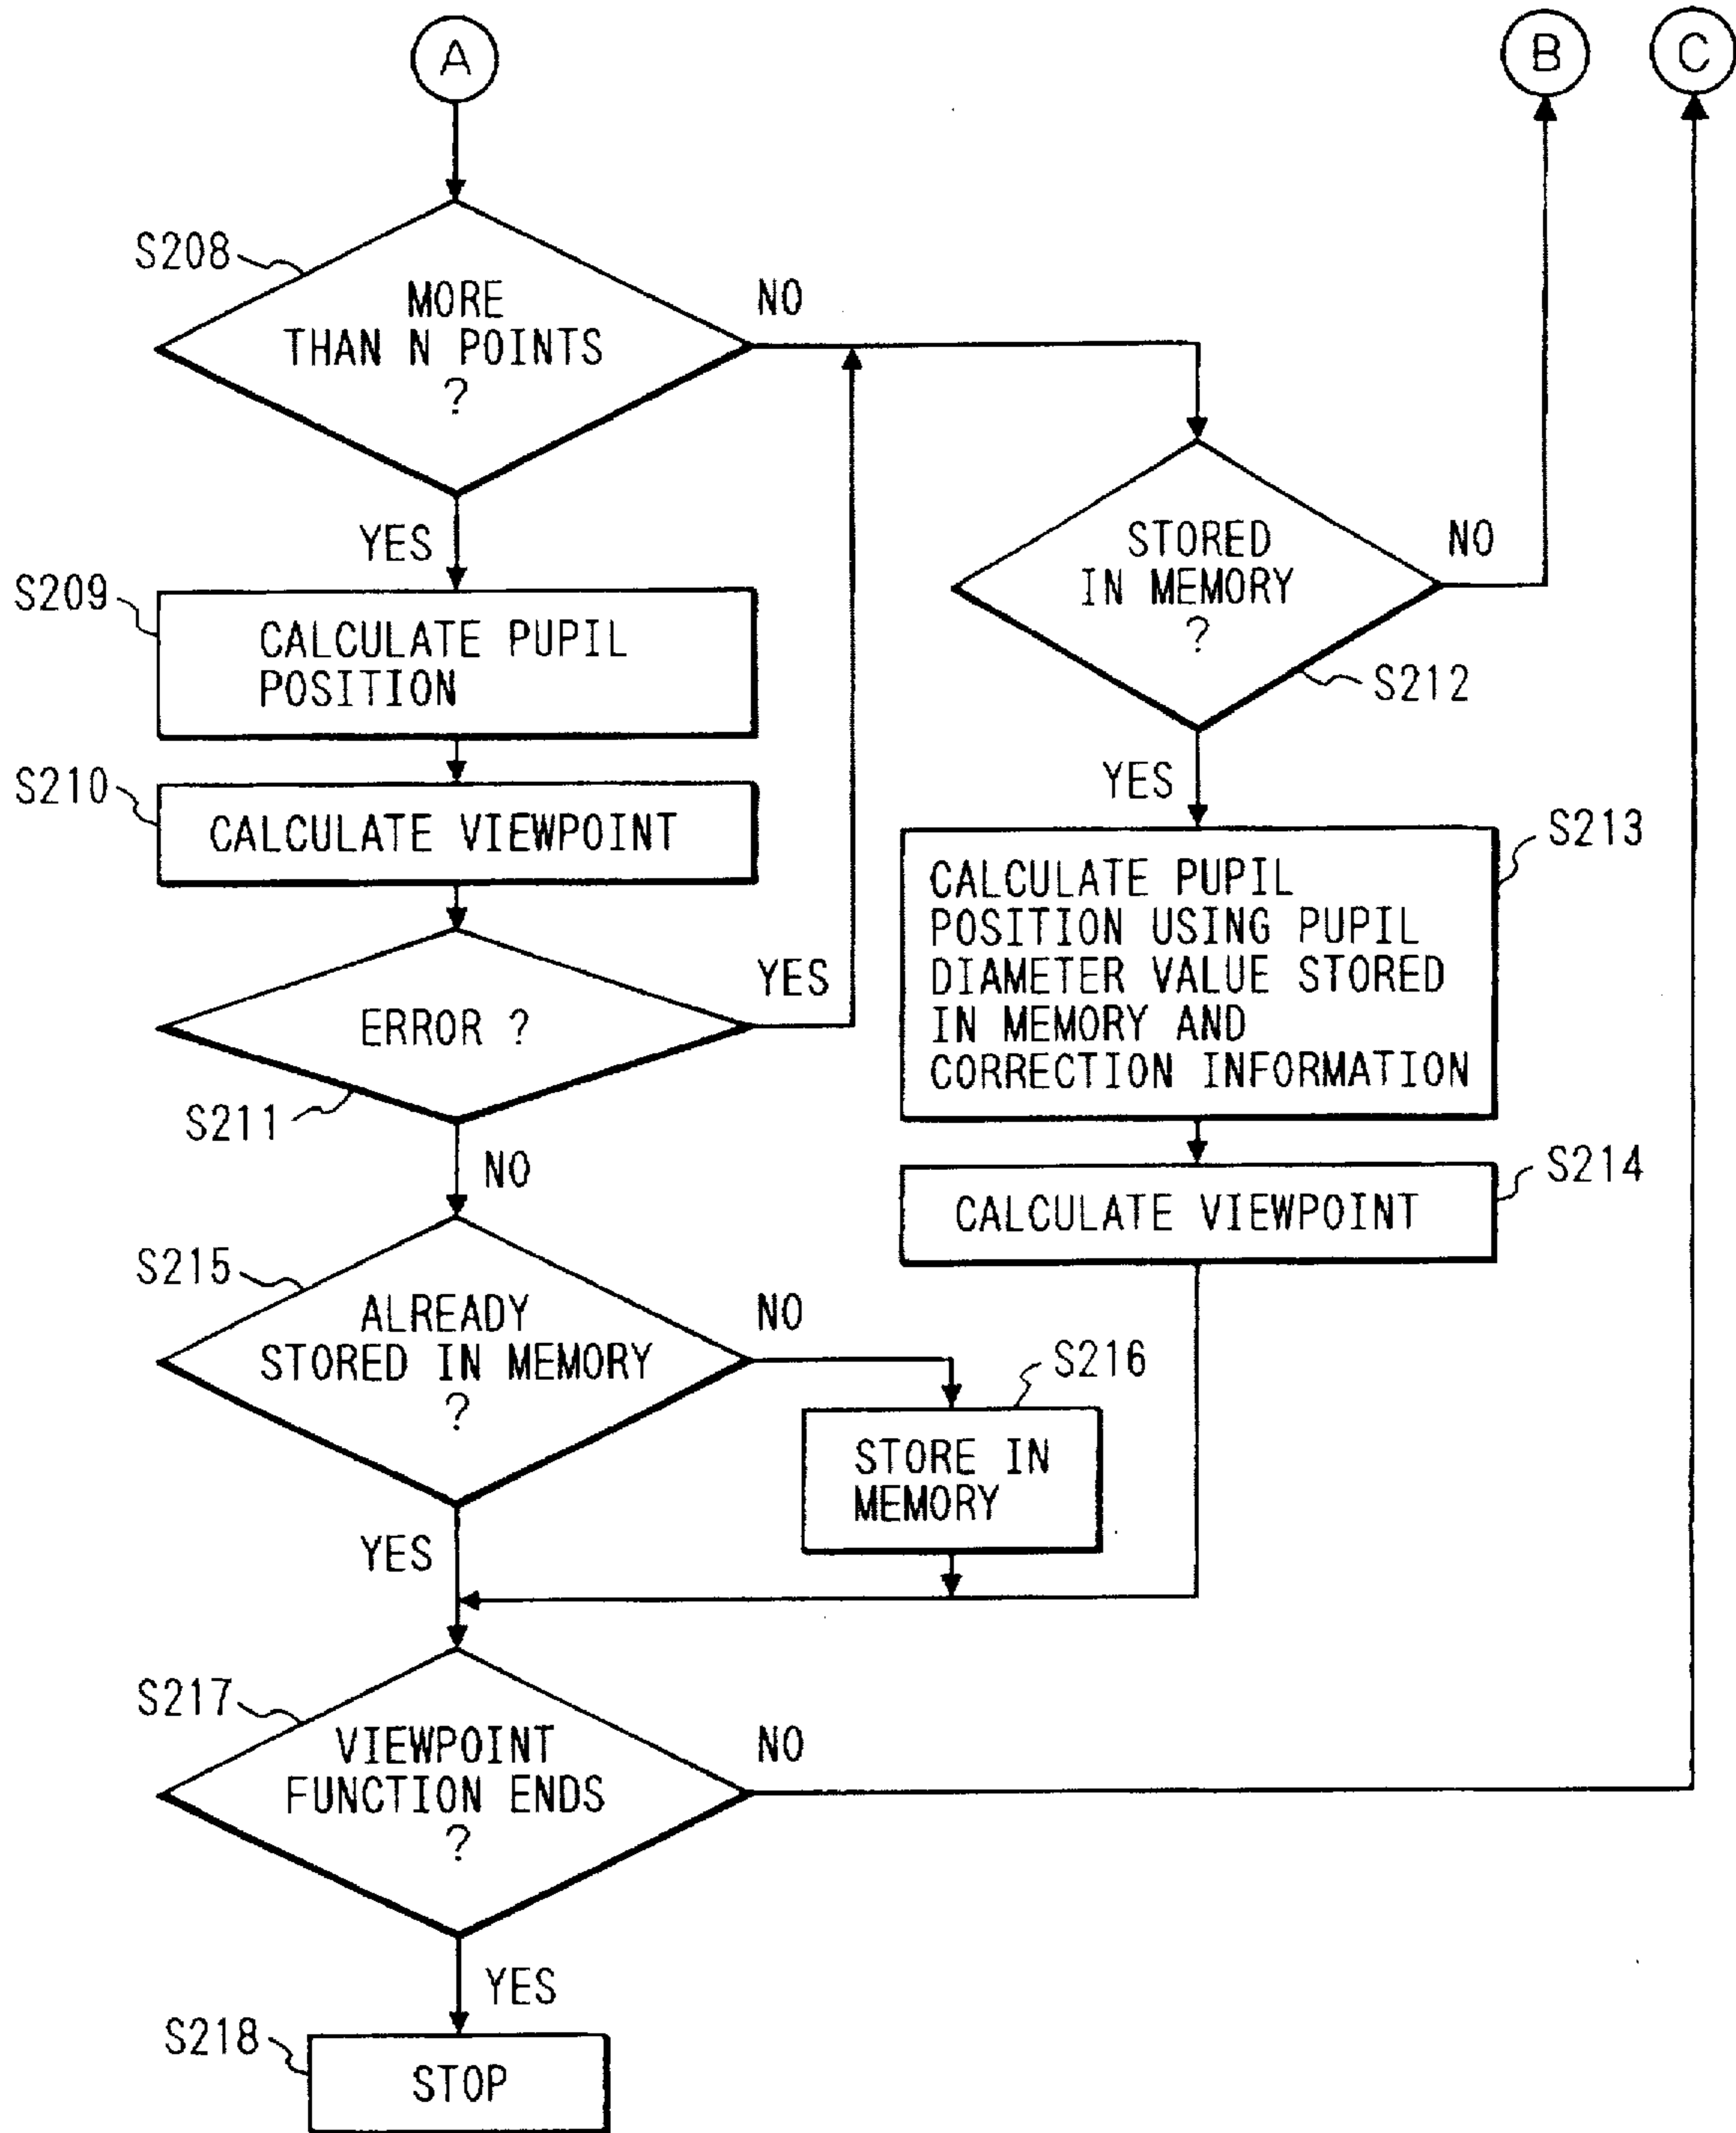 A
B
C
S208
MORE
THAN N POINTS
?
NO
YES
S209
CALCULATE PUPIL
POSITION
S210
CALCULATE VIEWPOINT
ERROR ?
YES
S211
NO
STORED
IN MEMORY
?
NO
S212
YES
S213
CALCULATE PUPIL
POSITION USING PUPIL
DIAMETER VALUE STORED
IN MEMORY AND
CORRECTION INFORMATION
S214
CALCULATE VIEWPOINT
S215
ALREADY
STORED IN MEMORY
?
NO
S216
STORE IN
MEMORY
YES
S217
VIEWPOINT
FUNCTION ENDS
?
NO
YES
S218
STOP